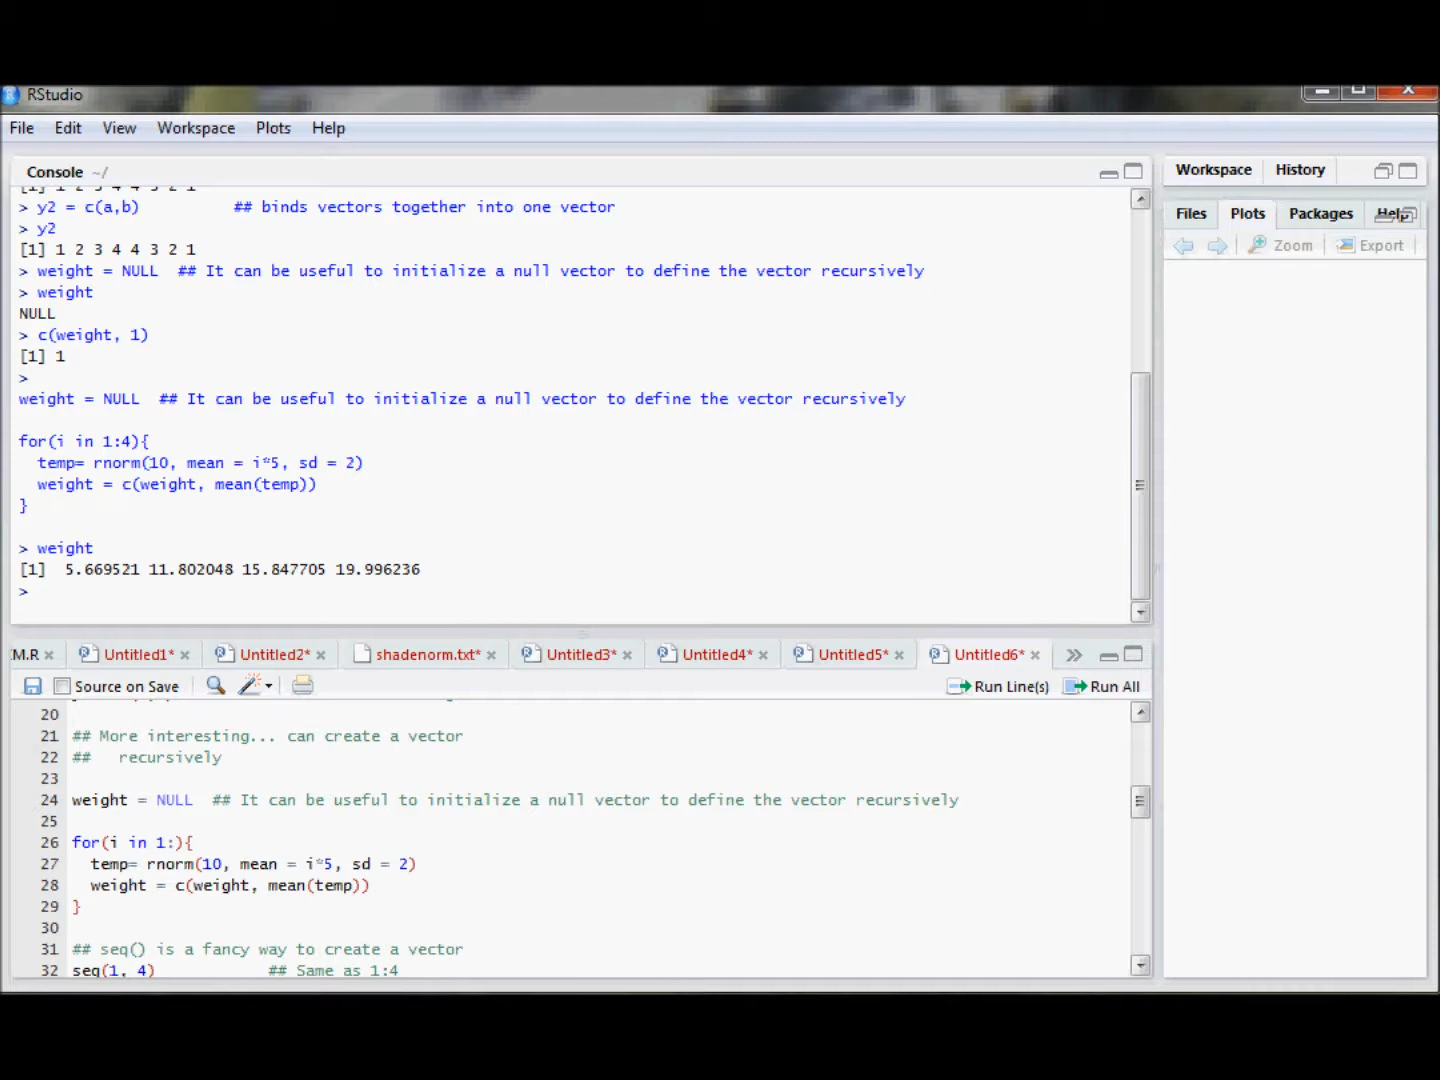 RStudio
File Edit View Workspace Plots Help
Console ~/
[1] 1 2 3 4 4 3 2 1
> y2 = c(a,b)          ## binds vectors together into one vector
> y2
[1] 1 2 3 4 4 3 2 1
> weight = NULL  ## It can be useful to initialize a null vector to define the vector recursively
> weight
NULL
> c(weight, 1)
[1] 1
>
weight = NULL  ## It can be useful to initialize a null vector to define the vector recursively
for(i in 1:4){
  temp= rnorm(10, mean = i*5, sd = 2)
  weight = c(weight, mean(temp))
}
> weight
[1]  5.669521 11.802048 15.847705 19.996236
>
Workspace History
Files Plots Packages Help
Zoom Export
M.R Untitled1* Untitled2* shadenorm.txt* Untitled3* Untitled4* Untitled5* Untitled6*
Source on Save Run Line(s) Run All
20
21 ## More interesting... can create a vector
22 ##   recursively
23
24 weight = NULL  ## It can be useful to initialize a null vector to define the vector recursively
25
26 for(i in 1:){
27   temp= rnorm(10, mean = i*5, sd = 2)
28   weight = c(weight, mean(temp))
29 }
30
31 ## seq() is a fancy way to create a vector
32 seq(1, 4)            ## Same as 1:4